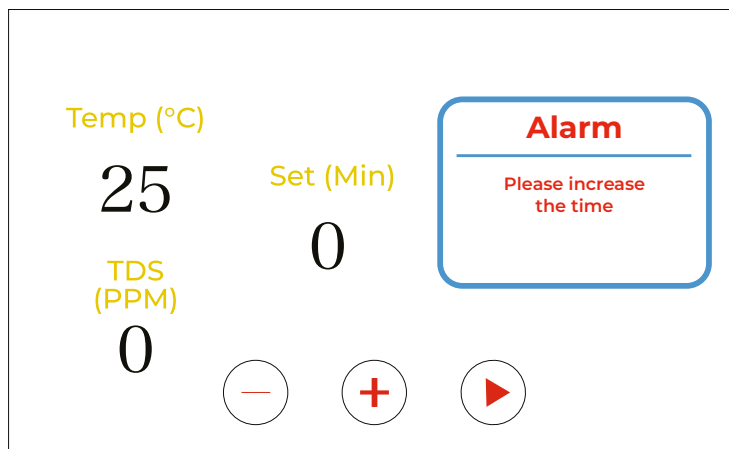 Temp (°C)
25
TDS
(PPM)
0
Set (Min)
0
Alarm
Please increase
the time